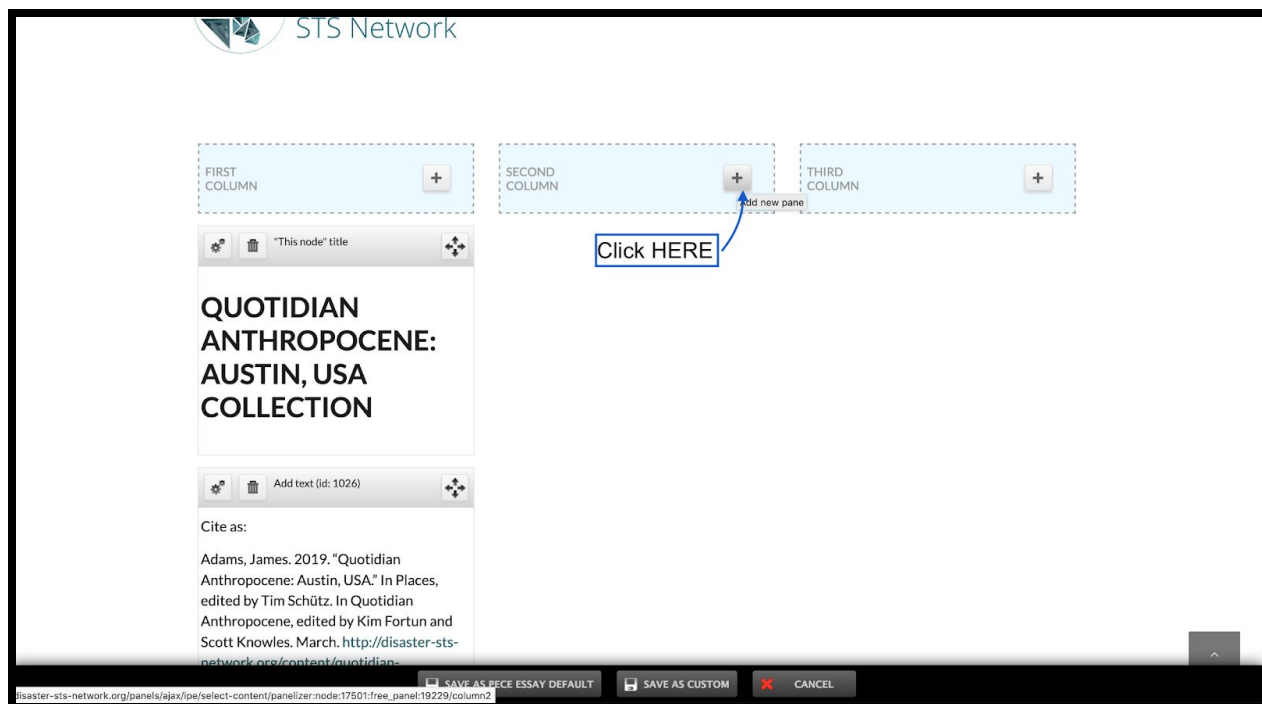 STS Network
FIRST
COLUMN
SECOND
COLUMN
THIRD
COLUMN
Add new pane
Click HERE
"This node" title
QUOTIDIAN
ANTHROPOCENE:
AUSTIN, USA
COLLECTION
Add text (id: 1026)
Cite as:
Adams, James. 2019. “Quotidian
Anthropocene: Austin, USA.” In Places,
edited by Tim Schütz. In Quotidian
Anthropocene, edited by Kim Fortun and
Scott Knowles. March. http://disaster-sts-
network.org/content/quotidian-
SAVE AS PECE ESSAY DEFAULT
SAVE AS CUSTOM
CANCEL
disaster-sts-network.org/panels/ajax/ipe/select-content/panelizer:node:17501:free_panel:19229/column2